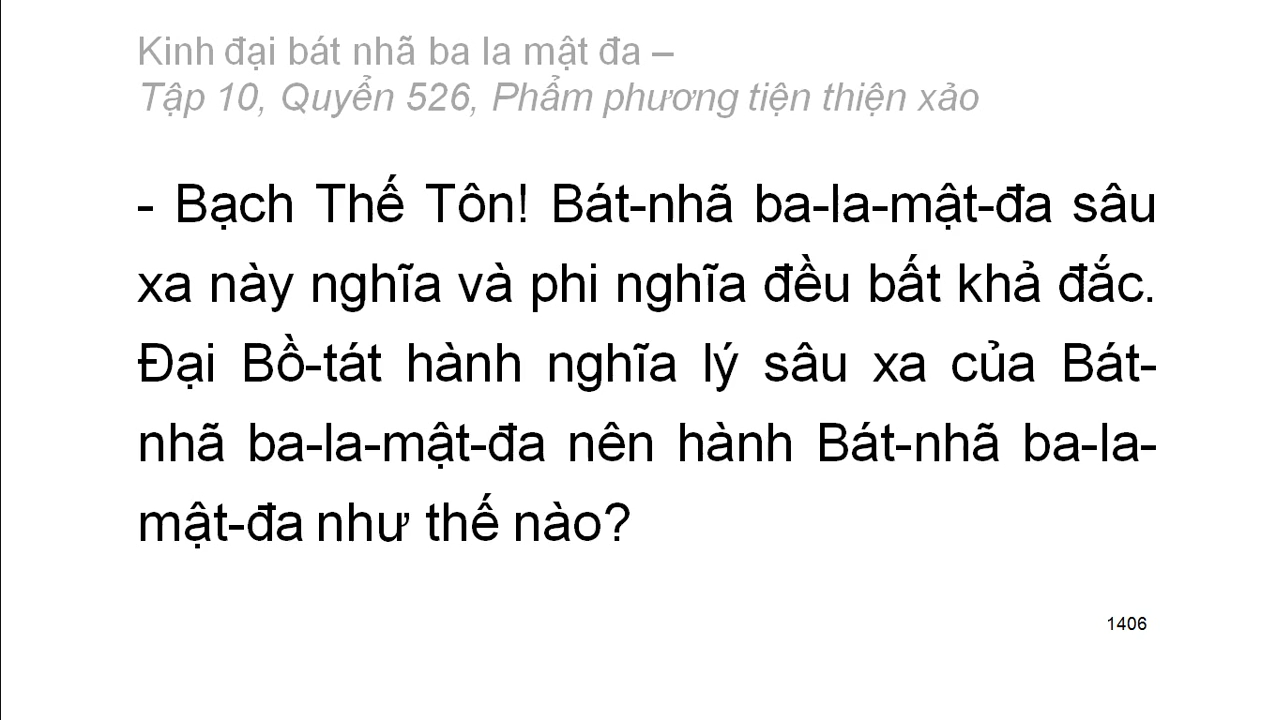 Kinh đại bát nhã ba la mật đa –
Tập 10, Quyển 526, Phẩm phương tiện thiện xảo
- Bạch Thế Tôn! Bát-nhã ba-la-mật-đa sâu
xa này nghĩa và phi nghĩa đều bất khả đắc.
Đại Bồ-tát hành nghĩa lý sâu xa của Bát-
nhã ba-la-mật-đa nên hành Bát-nhã ba-la-
mật-đa như thế nào?
1406